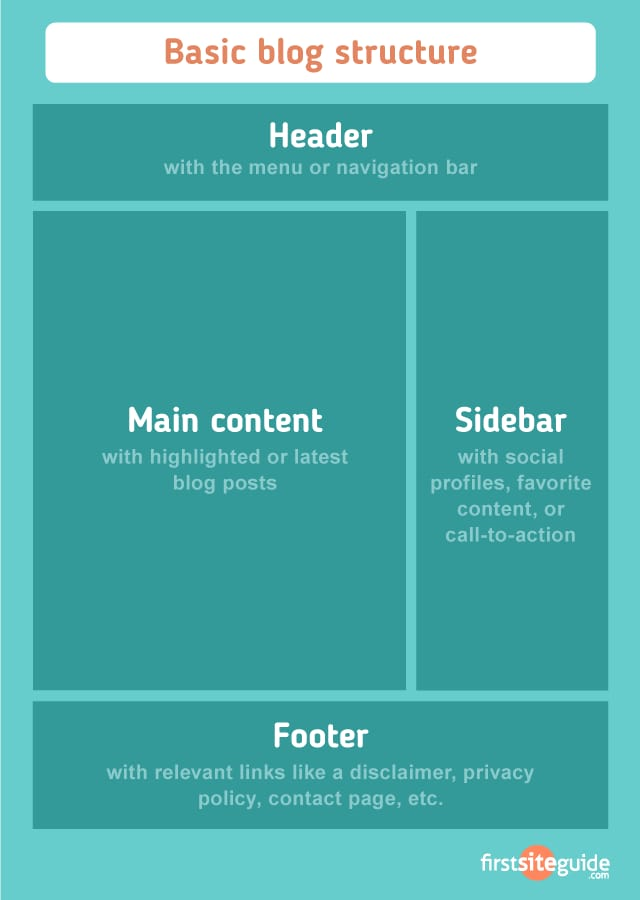 Basic blog structure
Header
with the menu or navigation bar
Main content
with highlighted or latest
blog posts
Sidebar
with social
profiles, favorite
content, or
call-to-action
Footer
with relevant links like a disclaimer, privacy
policy, contact page, etc.
firstsiteguide
.com